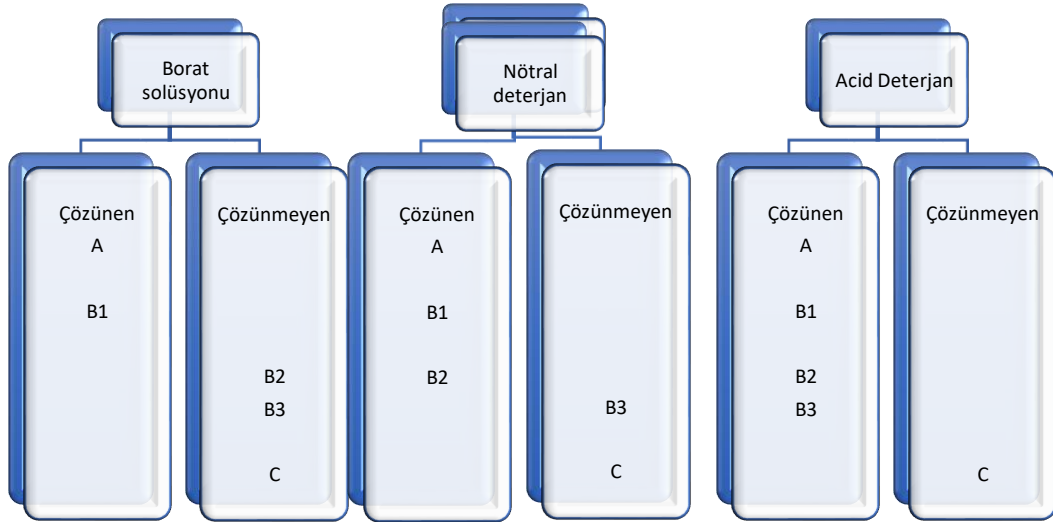 Borat
solüsyonu
Çözünen
A
B1
Çözünmeyen
B2
B3
C
Nötral
deterjan
Çözünen
A
B1
B2
Çözünmeyen
B3
C
Acid Deterjan
Çözünen
A
B1
B2
B3
Çözünmeyen
C